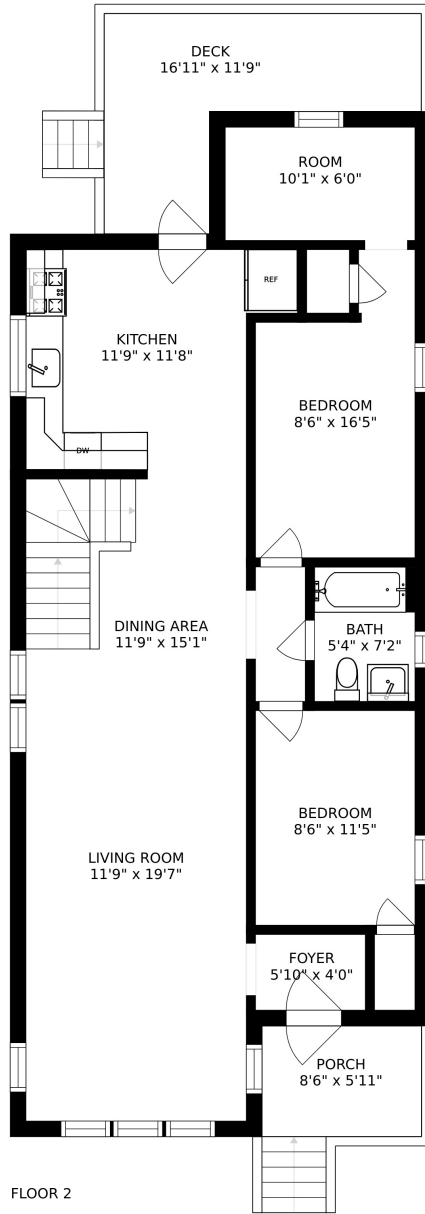 DECK
16'11" x 11'9"
ROOM
10'1" x 6'0"
REF
KITCHEN
11'9" x 11'8"
BEDROOM
8'6" x 16'5"
DW
DINING AREA
11'9" x 15'1"
BATH
5'4" x 7'2"
BEDROOM
8'6" x 11'5"
LIVING ROOM
11'9" x 19'7"
FOYER
5'10" x 4'0"
PORCH
8'6" x 5'11"
FLOOR 2